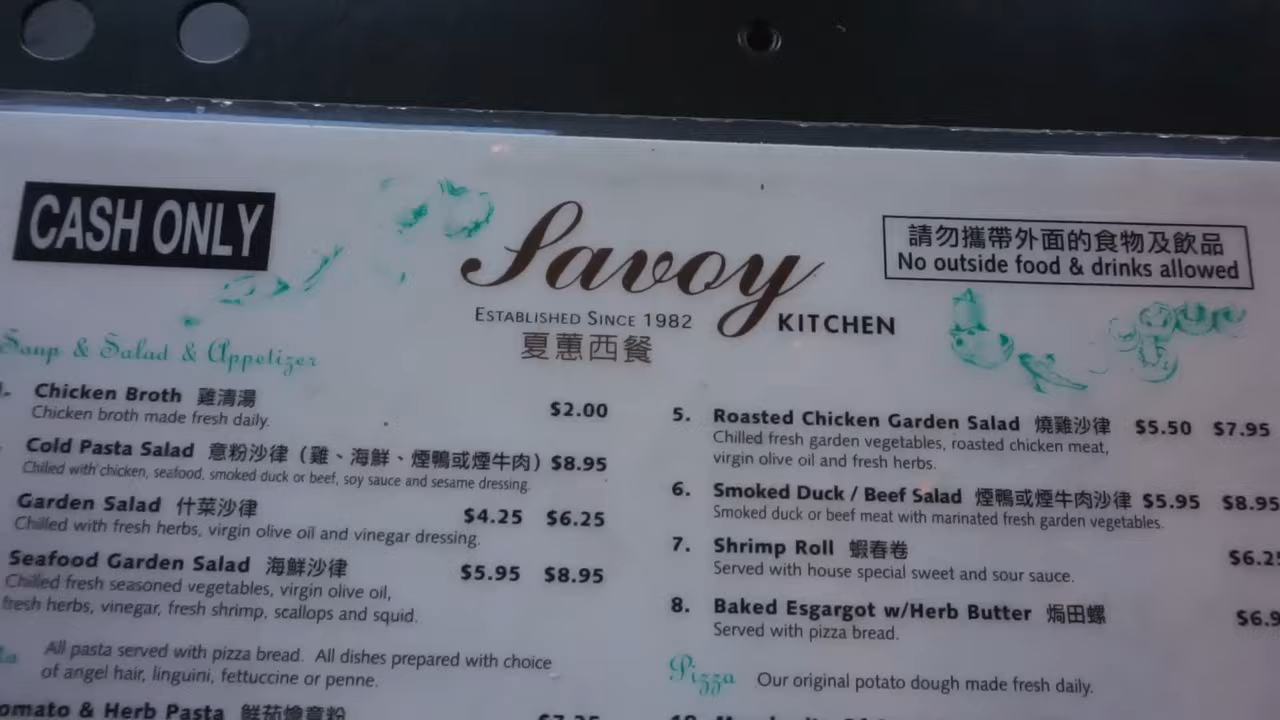 CASH ONLY
Savoy
KITCHEN
ESTABLISHED SINCE 1982
夏蕙西餐
請勿攜帶外面的食物及飲品
No outside food & drinks allowed
Soup & Salad & Appetizer
Chicken Broth 雞清湯 $2.00
Chicken broth made fresh daily.
Cold Pasta Salad 意粉沙律（雞、海鮮、煙鴨或煙牛肉）$8.95
Chilled with chicken, seafood, smoked duck or beef, soy sauce and sesame dressing.
Garden Salad 什菜沙律 $4.25 $6.25
Chilled with fresh herbs, virgin olive oil and vinegar dressing.
Seafood Garden Salad 海鮮沙律 $5.95 $8.95
Chilled fresh seasoned vegetables, virgin olive oil,
fresh herbs, vinegar, fresh shrimp, scallops and squid.
All pasta served with pizza bread. All dishes prepared with choice
of angel hair, linguini, fettuccine or penne.
& Herb Pasta
5. Roasted Chicken Garden Salad 燒雞沙律 $5.50 $7.95
Chilled fresh garden vegetables, roasted chicken meat,
virgin olive oil and fresh herbs.
6. Smoked Duck / Beef Salad 煙鴨或煙牛肉沙律 $5.95 $8.95
Smoked duck or beef meat with marinated fresh garden vegetables.
7. Shrimp Roll 蝦春卷 $6.25
Served with house special sweet and sour sauce.
8. Baked Esgargot w/Herb Butter 焗田螺 $6.9
Served with pizza bread.
Pizza Our original potato dough made fresh daily.